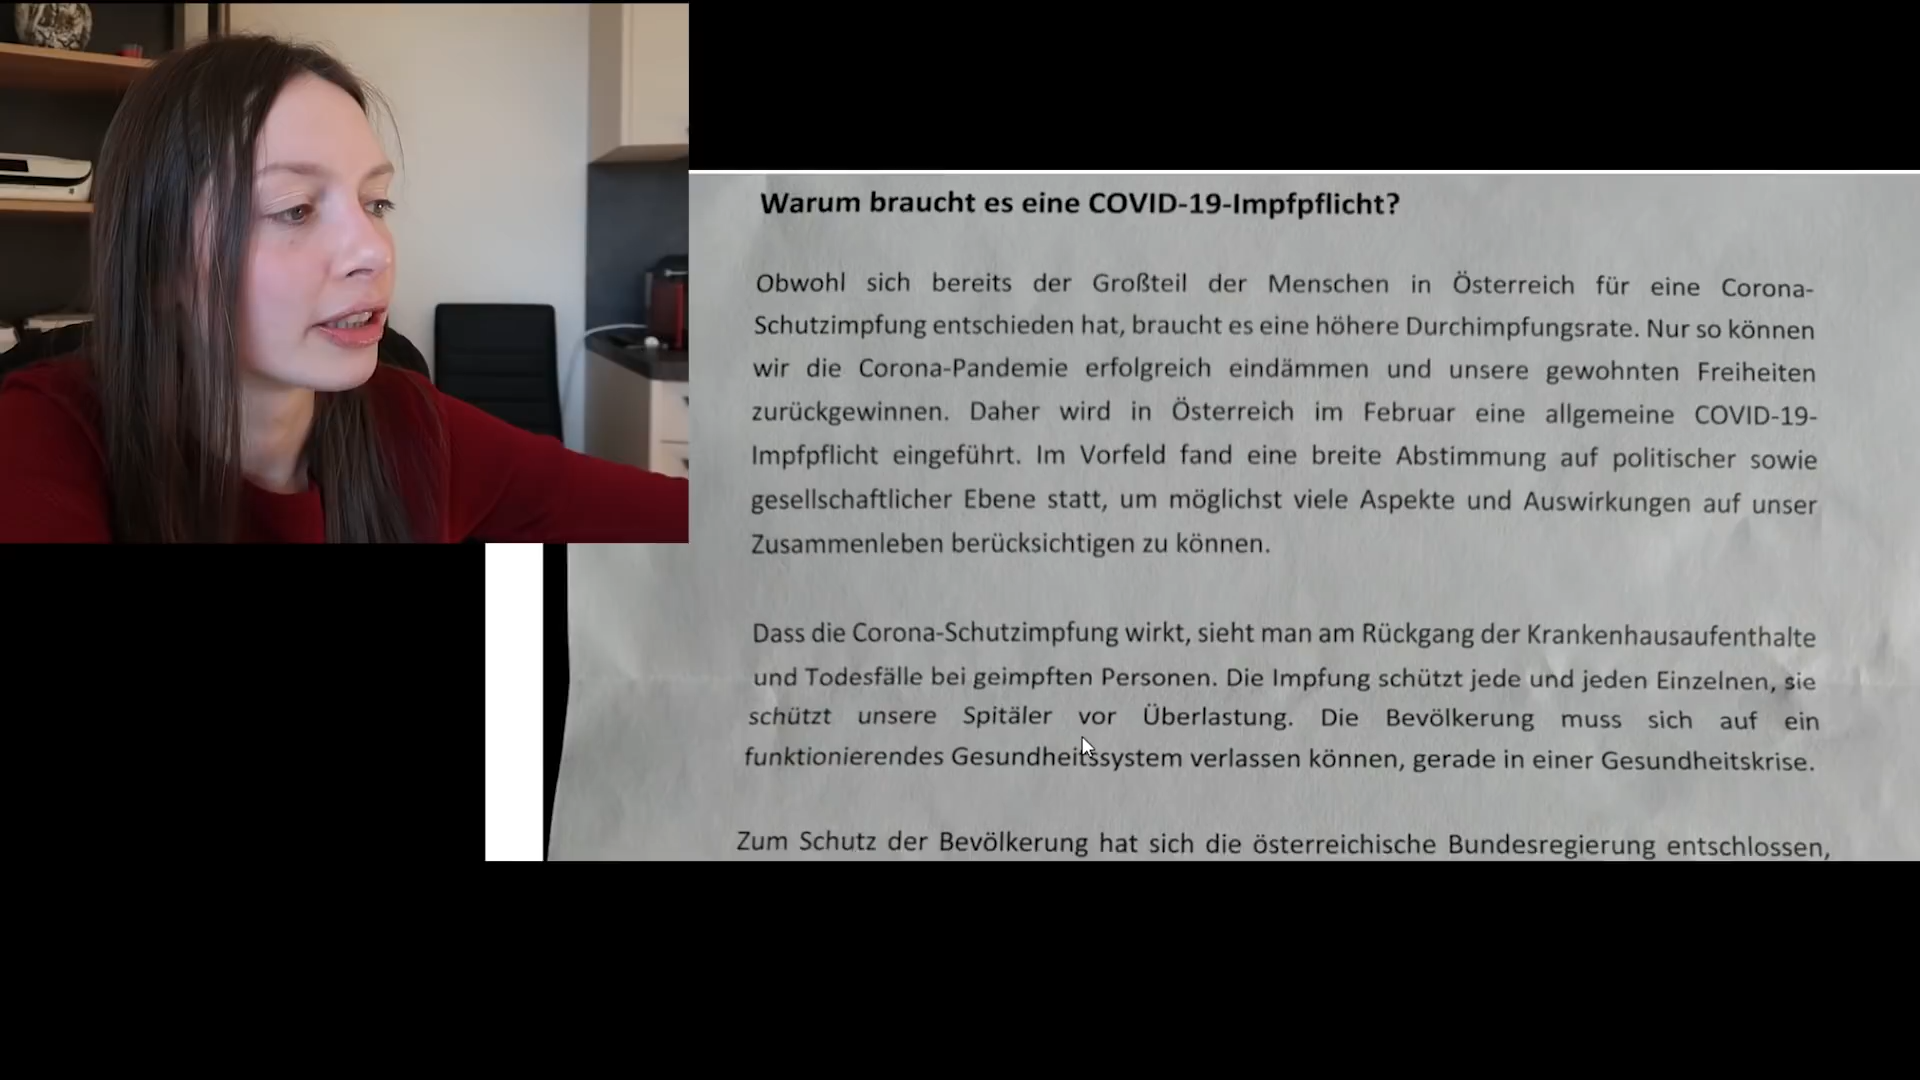 Warum braucht es eine COVID-19-Impfpflicht?
Obwohl sich bereits der Großteil der Menschen in Österreich für eine Corona-
Schutzimpfung entschieden hat, braucht es eine höhere Durchimpfungsrate. Nur so können
wir die Corona-Pandemie erfolgreich eindämmen und unsere gewohnten Freiheiten
zurückgewinnen. Daher wird in Österreich im Februar eine allgemeine COVID-19-
Impfpflicht eingeführt. Im Vorfeld fand eine breite Abstimmung auf politischer sowie
gesellschaftlicher Ebene statt, um möglichst viele Aspekte und Auswirkungen auf unser
Zusammenleben berücksichtigen zu können.
Dass die Corona-Schutzimpfung wirkt, sieht man am Rückgang der Krankenhausaufenthalte
und Todesfälle bei geimpften Personen. Die Impfung schützt jede und jeden Einzelnen, sie
schützt unsere Spitäler vor Überlastung. Die Bevölkerung muss sich auf ein
funktionierendes Gesundheitssystem verlassen können, gerade in einer Gesundheitskrise.
Zum Schutz der Bevölkerung hat sich die österreichische Bundesregierung entschlossen,